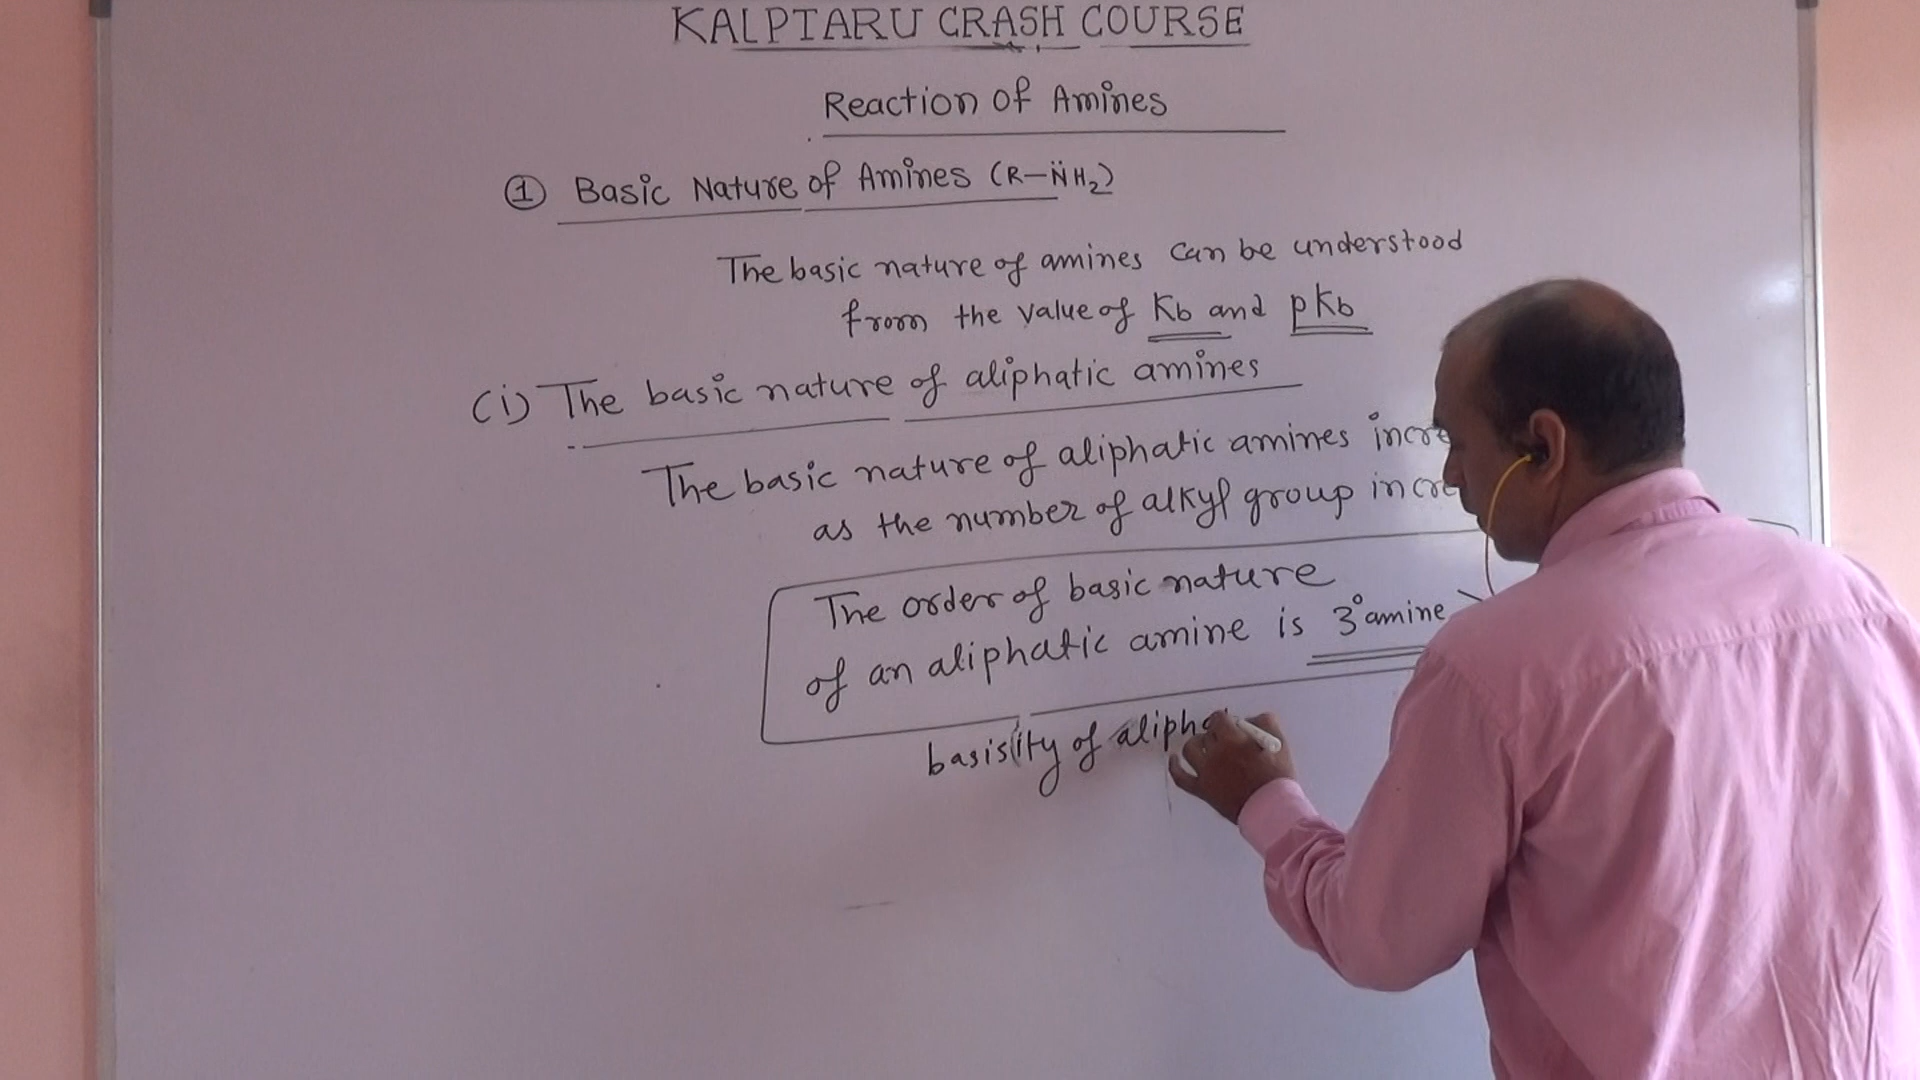 KALPTARU CRASH COURSE
Reaction of Amines
① Basic Nature of Amines (R-N̈H₂)
The basic nature of amines can be understood
from the value of Kb and pKb
(i) The basic nature of aliphatic amines
The basic nature of aliphatic amines incre
as the number of alkyl group incre
The order of basic nature
of an aliphatic amine is 3° amine >
basisity of alipha